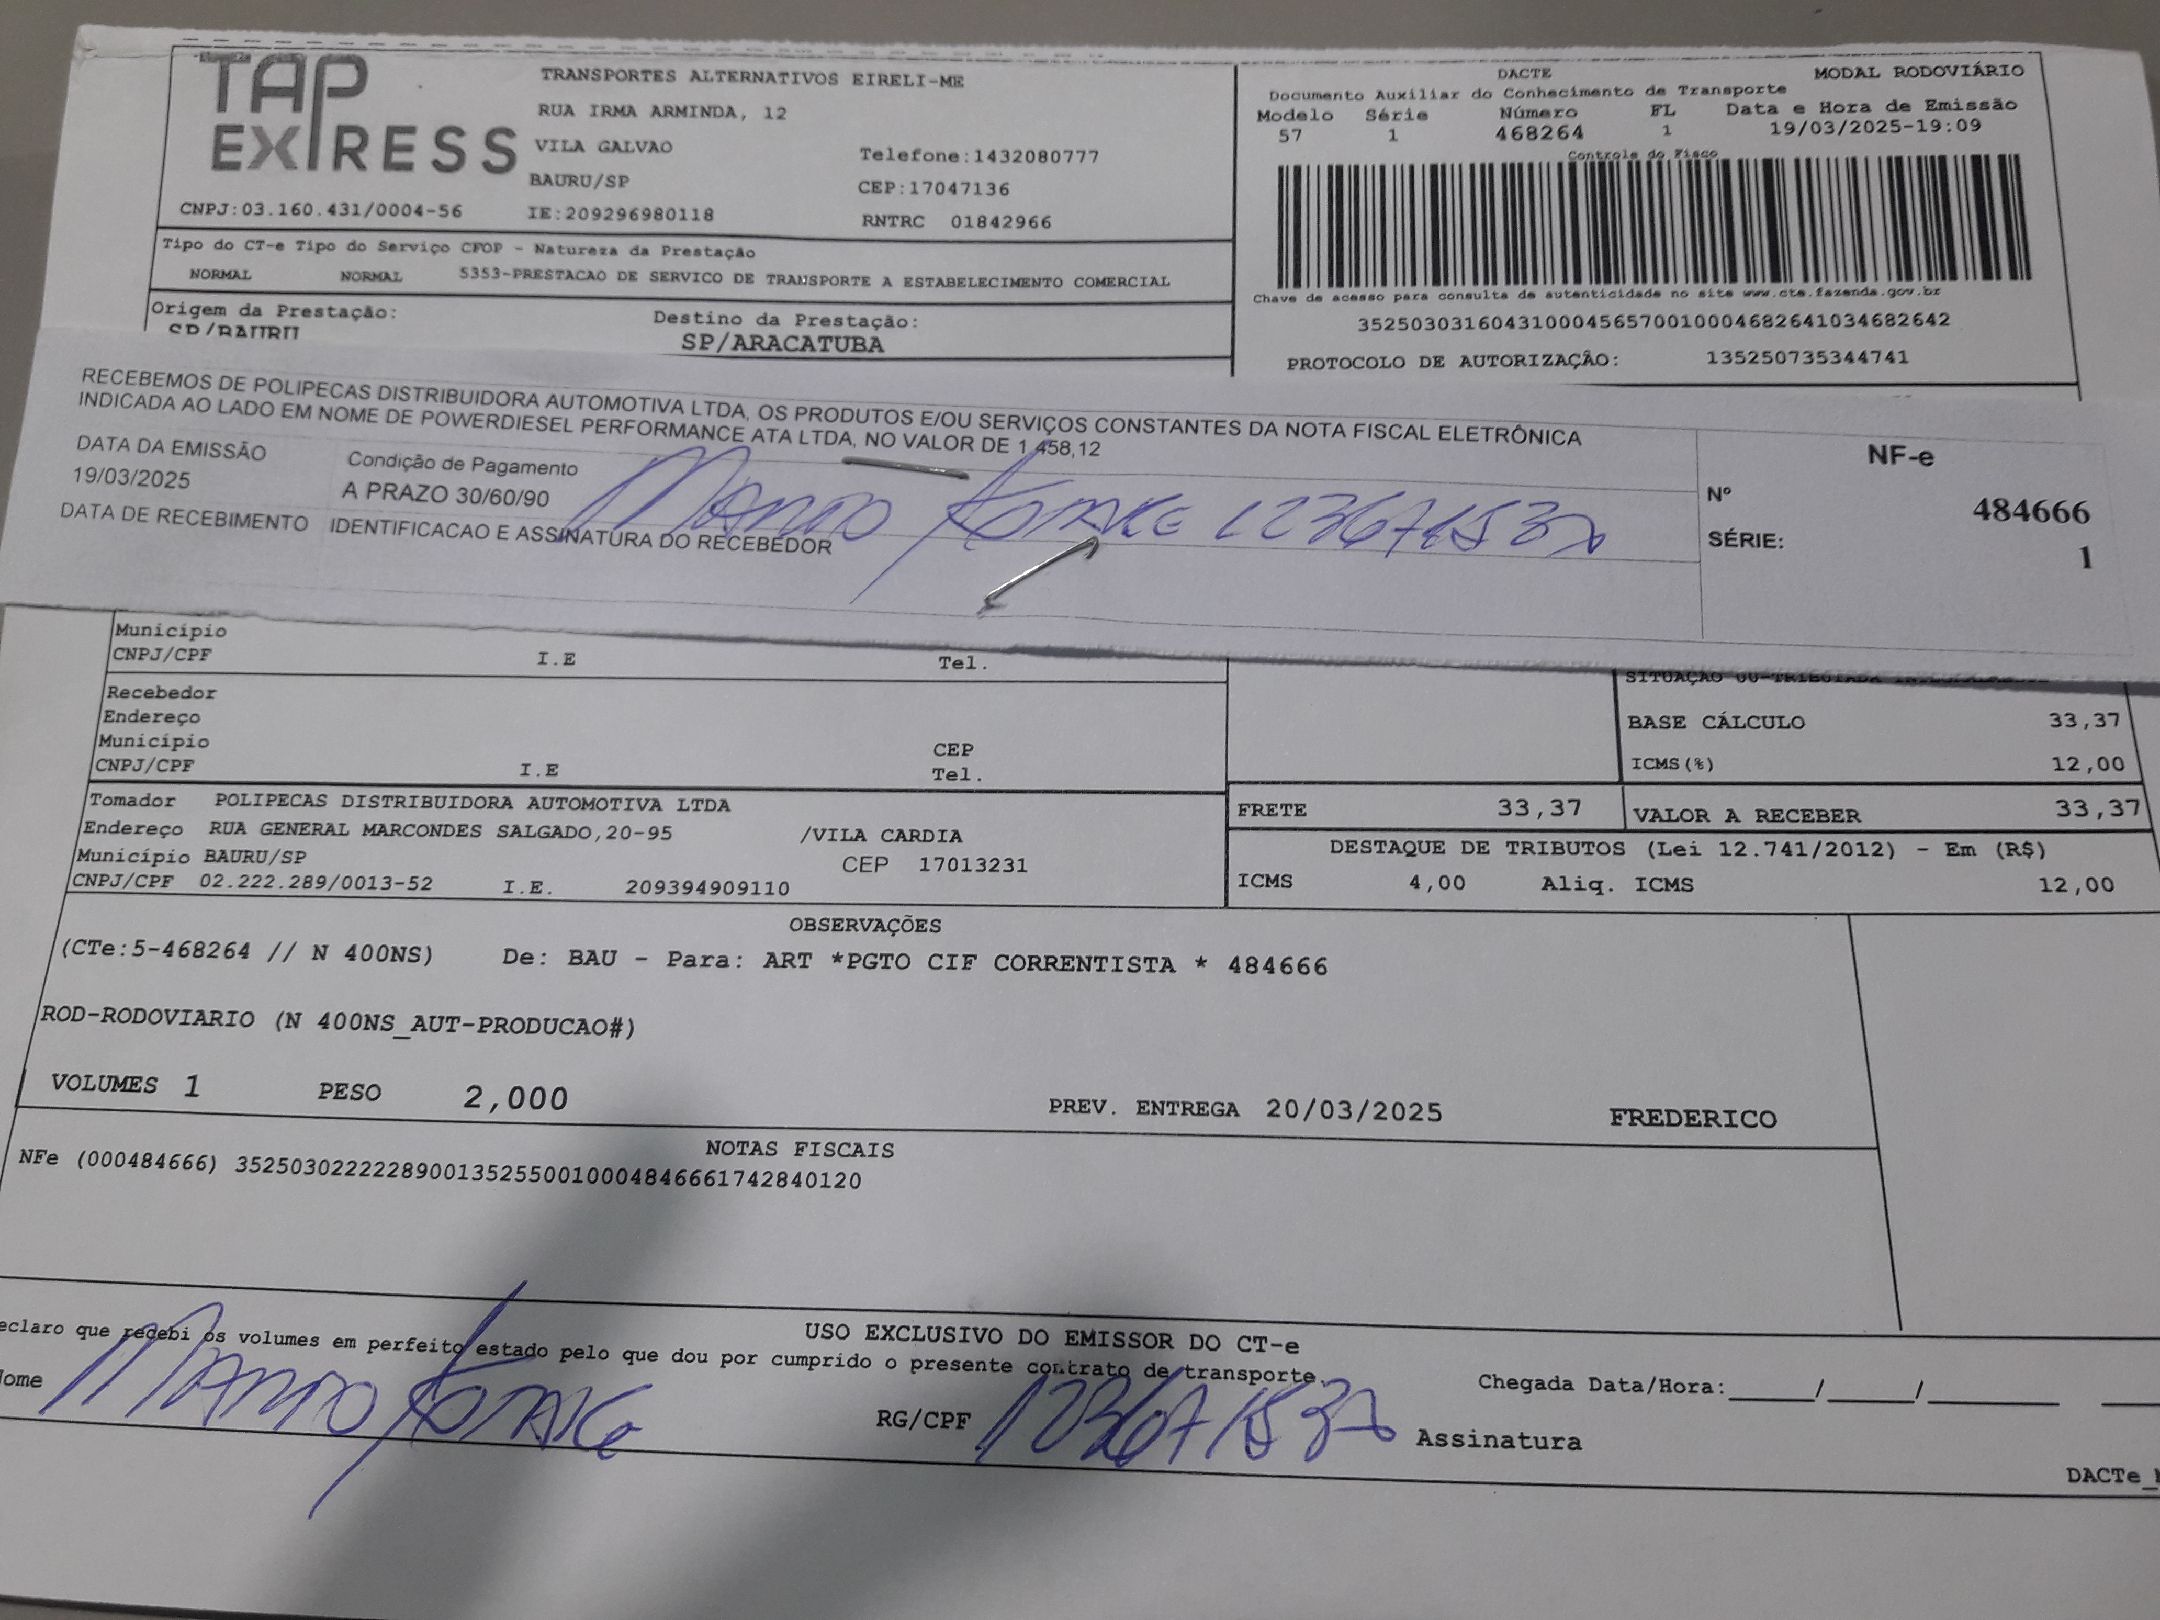 TAP EXPRESS
TRANSPORTES ALTERNATIVOS EIRELI-ME
RUA IRMA ARMINDA, 12
VILA GALVAO
Telefone:1432080777
BAURU/SP
CEP:17047136
CNPJ:03.160.431/0004-56
IE:209296980118
RNTRC 01842966
Tipo do CT-e Tipo do Serviço CFOP - Natureza da Prestação
NORMAL NORMAL 5353-PRESTACAO DE SERVICO DE TRANSPORTE A ESTABELECIMENTO COMERCIAL
Origem da Prestação: Destino da Prestação:
SP/BAURU SP/ARACATUBA
DACTE MODAL RODOVIÁRIO
Documento Auxiliar do Conhecimento de Transporte
Modelo Série Número FL Data e Hora de Emissão
57 1 468264 1 19/03/2025-19:09
Controle do Fisco
Chave de acesso para consulta de autenticidade no site www.cte.fazenda.gov.br
35250303160431000456570010004682641034682642
PROTOCOLO DE AUTORIZAÇÃO: 135250735344741
RECEBEMOS DE POLIPECAS DISTRIBUIDORA AUTOMOTIVA LTDA, OS PRODUTOS E/OU SERVIÇOS CONSTANTES DA NOTA FISCAL ELETRÔNICA
INDICADA AO LADO EM NOME DE POWERDIESEL PERFORMANCE ATA LTDA, NO VALOR DE 1.458,12
DATA DA EMISSÃO Condição de Pagamento
19/03/2025 A PRAZO 30/60/90
DATA DE RECEBIMENTO IDENTIFICACAO E ASSINATURA DO RECEBEDOR
NF-e
Nº 484666
SÉRIE: 1
Município
CNPJ/CPF I.E Tel.
Recebedor
Endereço
Município CEP
CNPJ/CPF I.E Tel.
BASE CÁLCULO 33,37
ICMS(%) 12,00
Tomador POLIPECAS DISTRIBUIDORA AUTOMOTIVA LTDA
Endereço RUA GENERAL MARCONDES SALGADO,20-95 /VILA CARDIA
Município BAURU/SP CEP 17013231
CNPJ/CPF 02.222.289/0013-52 I.E. 209394909110
FRETE 33,37 VALOR A RECEBER 33,37
DESTAQUE DE TRIBUTOS (Lei 12.741/2012) - Em (R$)
ICMS 4,00 Aliq. ICMS 12,00
OBSERVAÇÕES
(CTe:5-468264 // N 400NS) De: BAU - Para: ART *PGTO CIF CORRENTISTA * 484666
ROD-RODOVIARIO (N 400NS_AUT-PRODUCAO#)
VOLUMES 1 PESO 2,000 PREV. ENTREGA 20/03/2025 FREDERICO
NOTAS FISCAIS
NFe (000484666) 35250302222289001352550010004846661742840120
USO EXCLUSIVO DO EMISSOR DO CT-e
eclaro que recebi os volumes em perfeito estado pelo que dou por cumprido o presente contrato de transporte.
Nome RG/CPF Assinatura
Chegada Data/Hora:_____/_____/
DACTe_